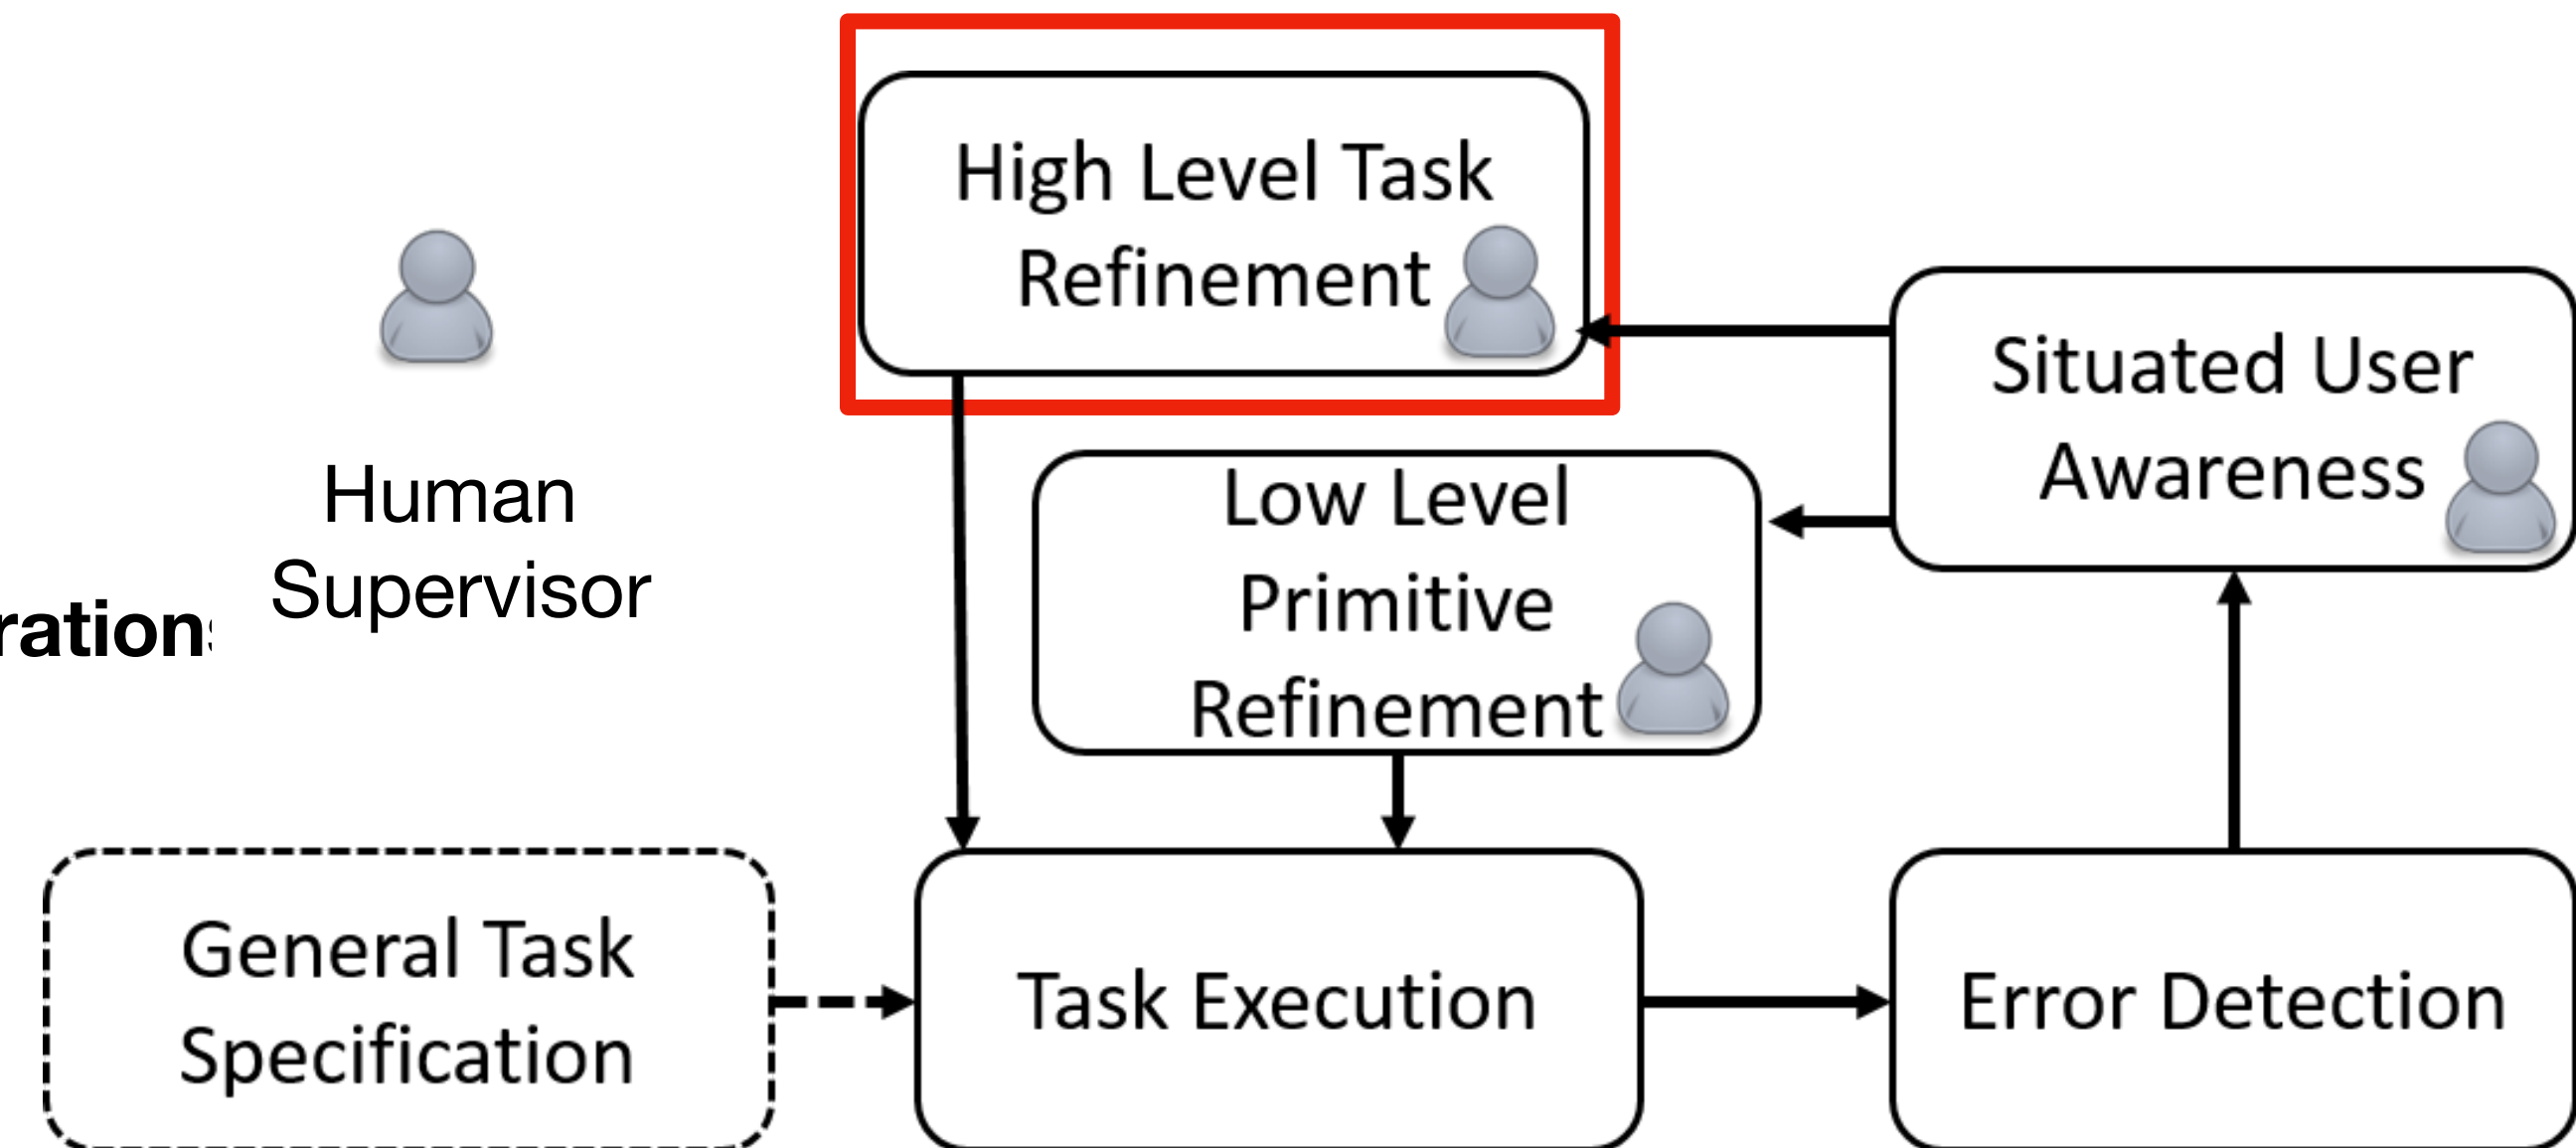 High Level Task
Refinement
Situated User
Awareness
Human
Supervisor
Low Level
Primitive
Refinement
General Task
Specification
Task Execution
Error Detection